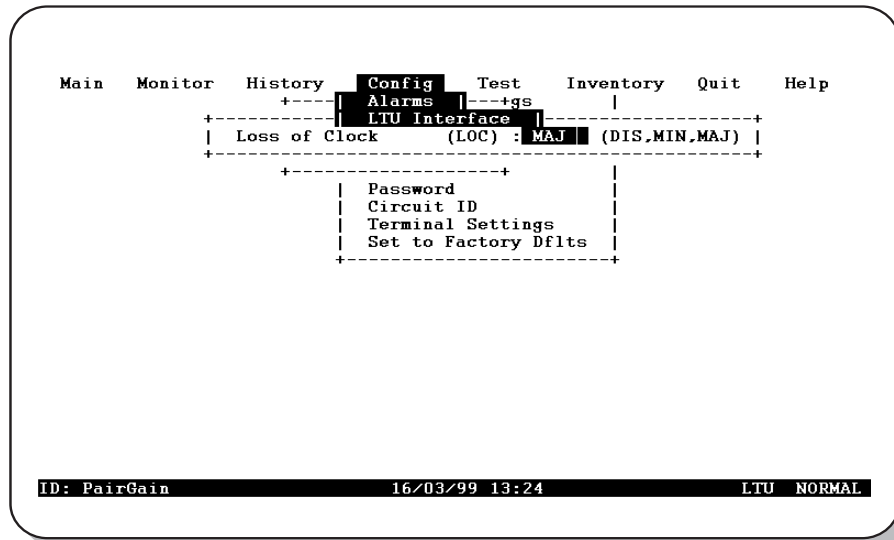 Main Monitor History Config Test Inventory Quit Help
+----| Alarms |---+gs |
+-----------| LTU Interface |--------------------+
| Loss of Clock (LOC) : MAJ (DIS,MIN,MAJ) |
+-------------------------------------------------+
+-------------------+ |
| Password |
| Circuit ID |
| Terminal Settings |
| Set to Factory Dflts |
+------------------------+
ID: PairGain 16/03/99 13:24 LTU NORMAL